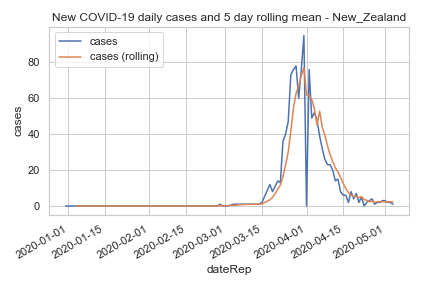 New COVID-19 daily cases and 5 day rolling mean - New_Zealand
cases
cases (rolling)
cases
80
60
40
20
0
2020-01-01
2020-01-15
2020-02-01
2020-02-15
2020-03-01
2020-03-15
2020-04-01
2020-04-15
2020-05-01
dateRep